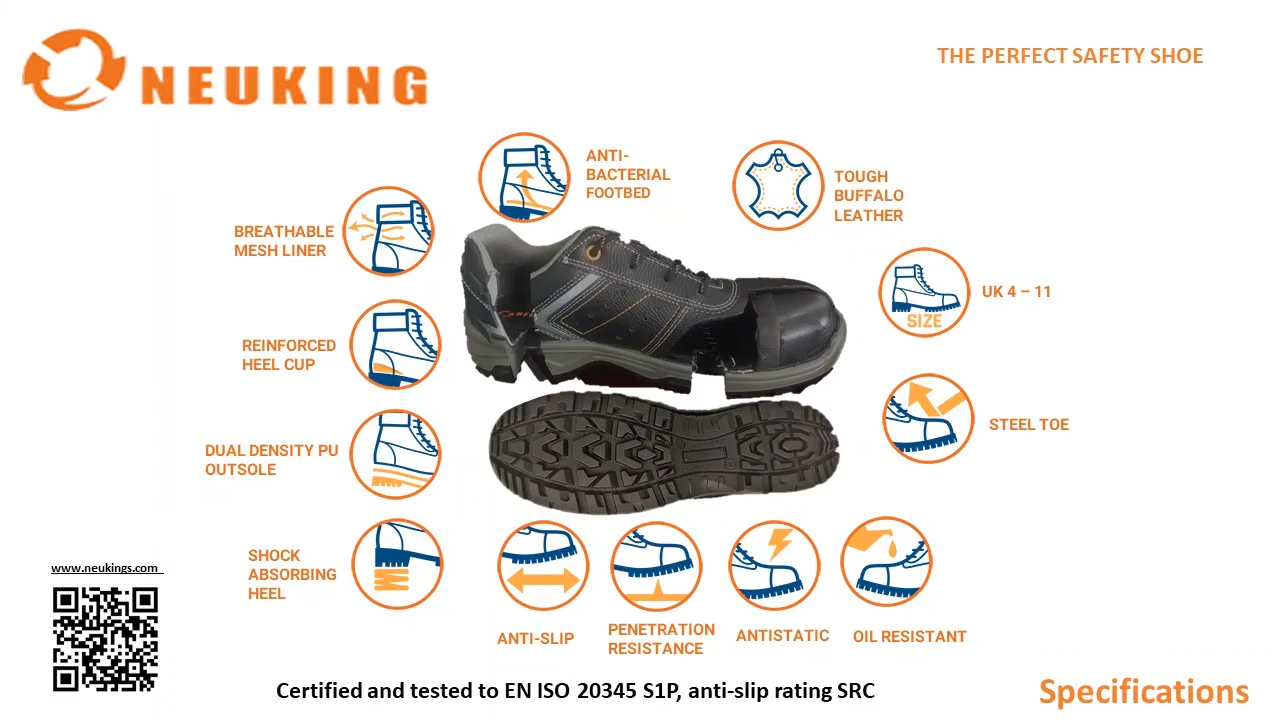 NEUKING
THE PERFECT SAFETY SHOE
ANTI-
BACTERIAL
FOOTBED
TOUGH
BUFFALO
LEATHER
BREATHABLE
MESH LINER
SIZE
UK 4 – 11
REINFORCED
HEEL CUP
STEEL TOE
DUAL DENSITY PU
OUTSOLE
SHOCK
ABSORBING
HEEL
www.neukings.com
ANTI-SLIP
PENETRATION
RESISTANCE
ANTISTATIC
OIL RESISTANT
Certified and tested to EN ISO 20345 S1P, anti-slip rating SRC
Specifications